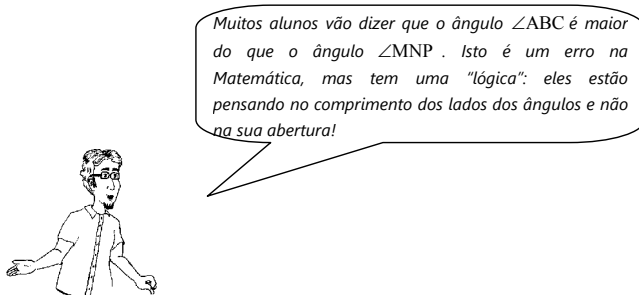 Muitos alunos vão dizer que o ângulo ∠ABC é maior
do que o ângulo ∠MNP . Isto é um erro na
Matemática, mas tem uma "lógica": eles estão
pensando no comprimento dos lados dos ângulos e não
na sua abertura!